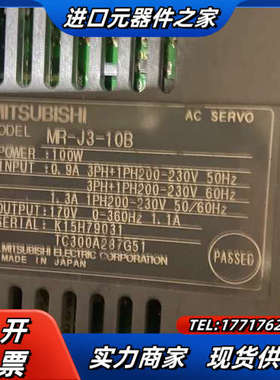 进口元器件之家
MITSUBISHI
AC SERVO
MODEL MR-J3-10B
POWER: 100W
INPUT: 0.9A 3PH+1PH200-230V 50Hz
3PH+1PH200-230V 60Hz
1.3A 1PH200-230V 50/60Hz
OUTPUT: 170V 0-360Hz 1.1A
SERIAL: K15H79031
TC300A287G51
MITSUBISHI ELECTRIC CORPORATION
MADE IN JAPAN
PASSED
可开
发票
TEL:1771762
实力商家 现货供